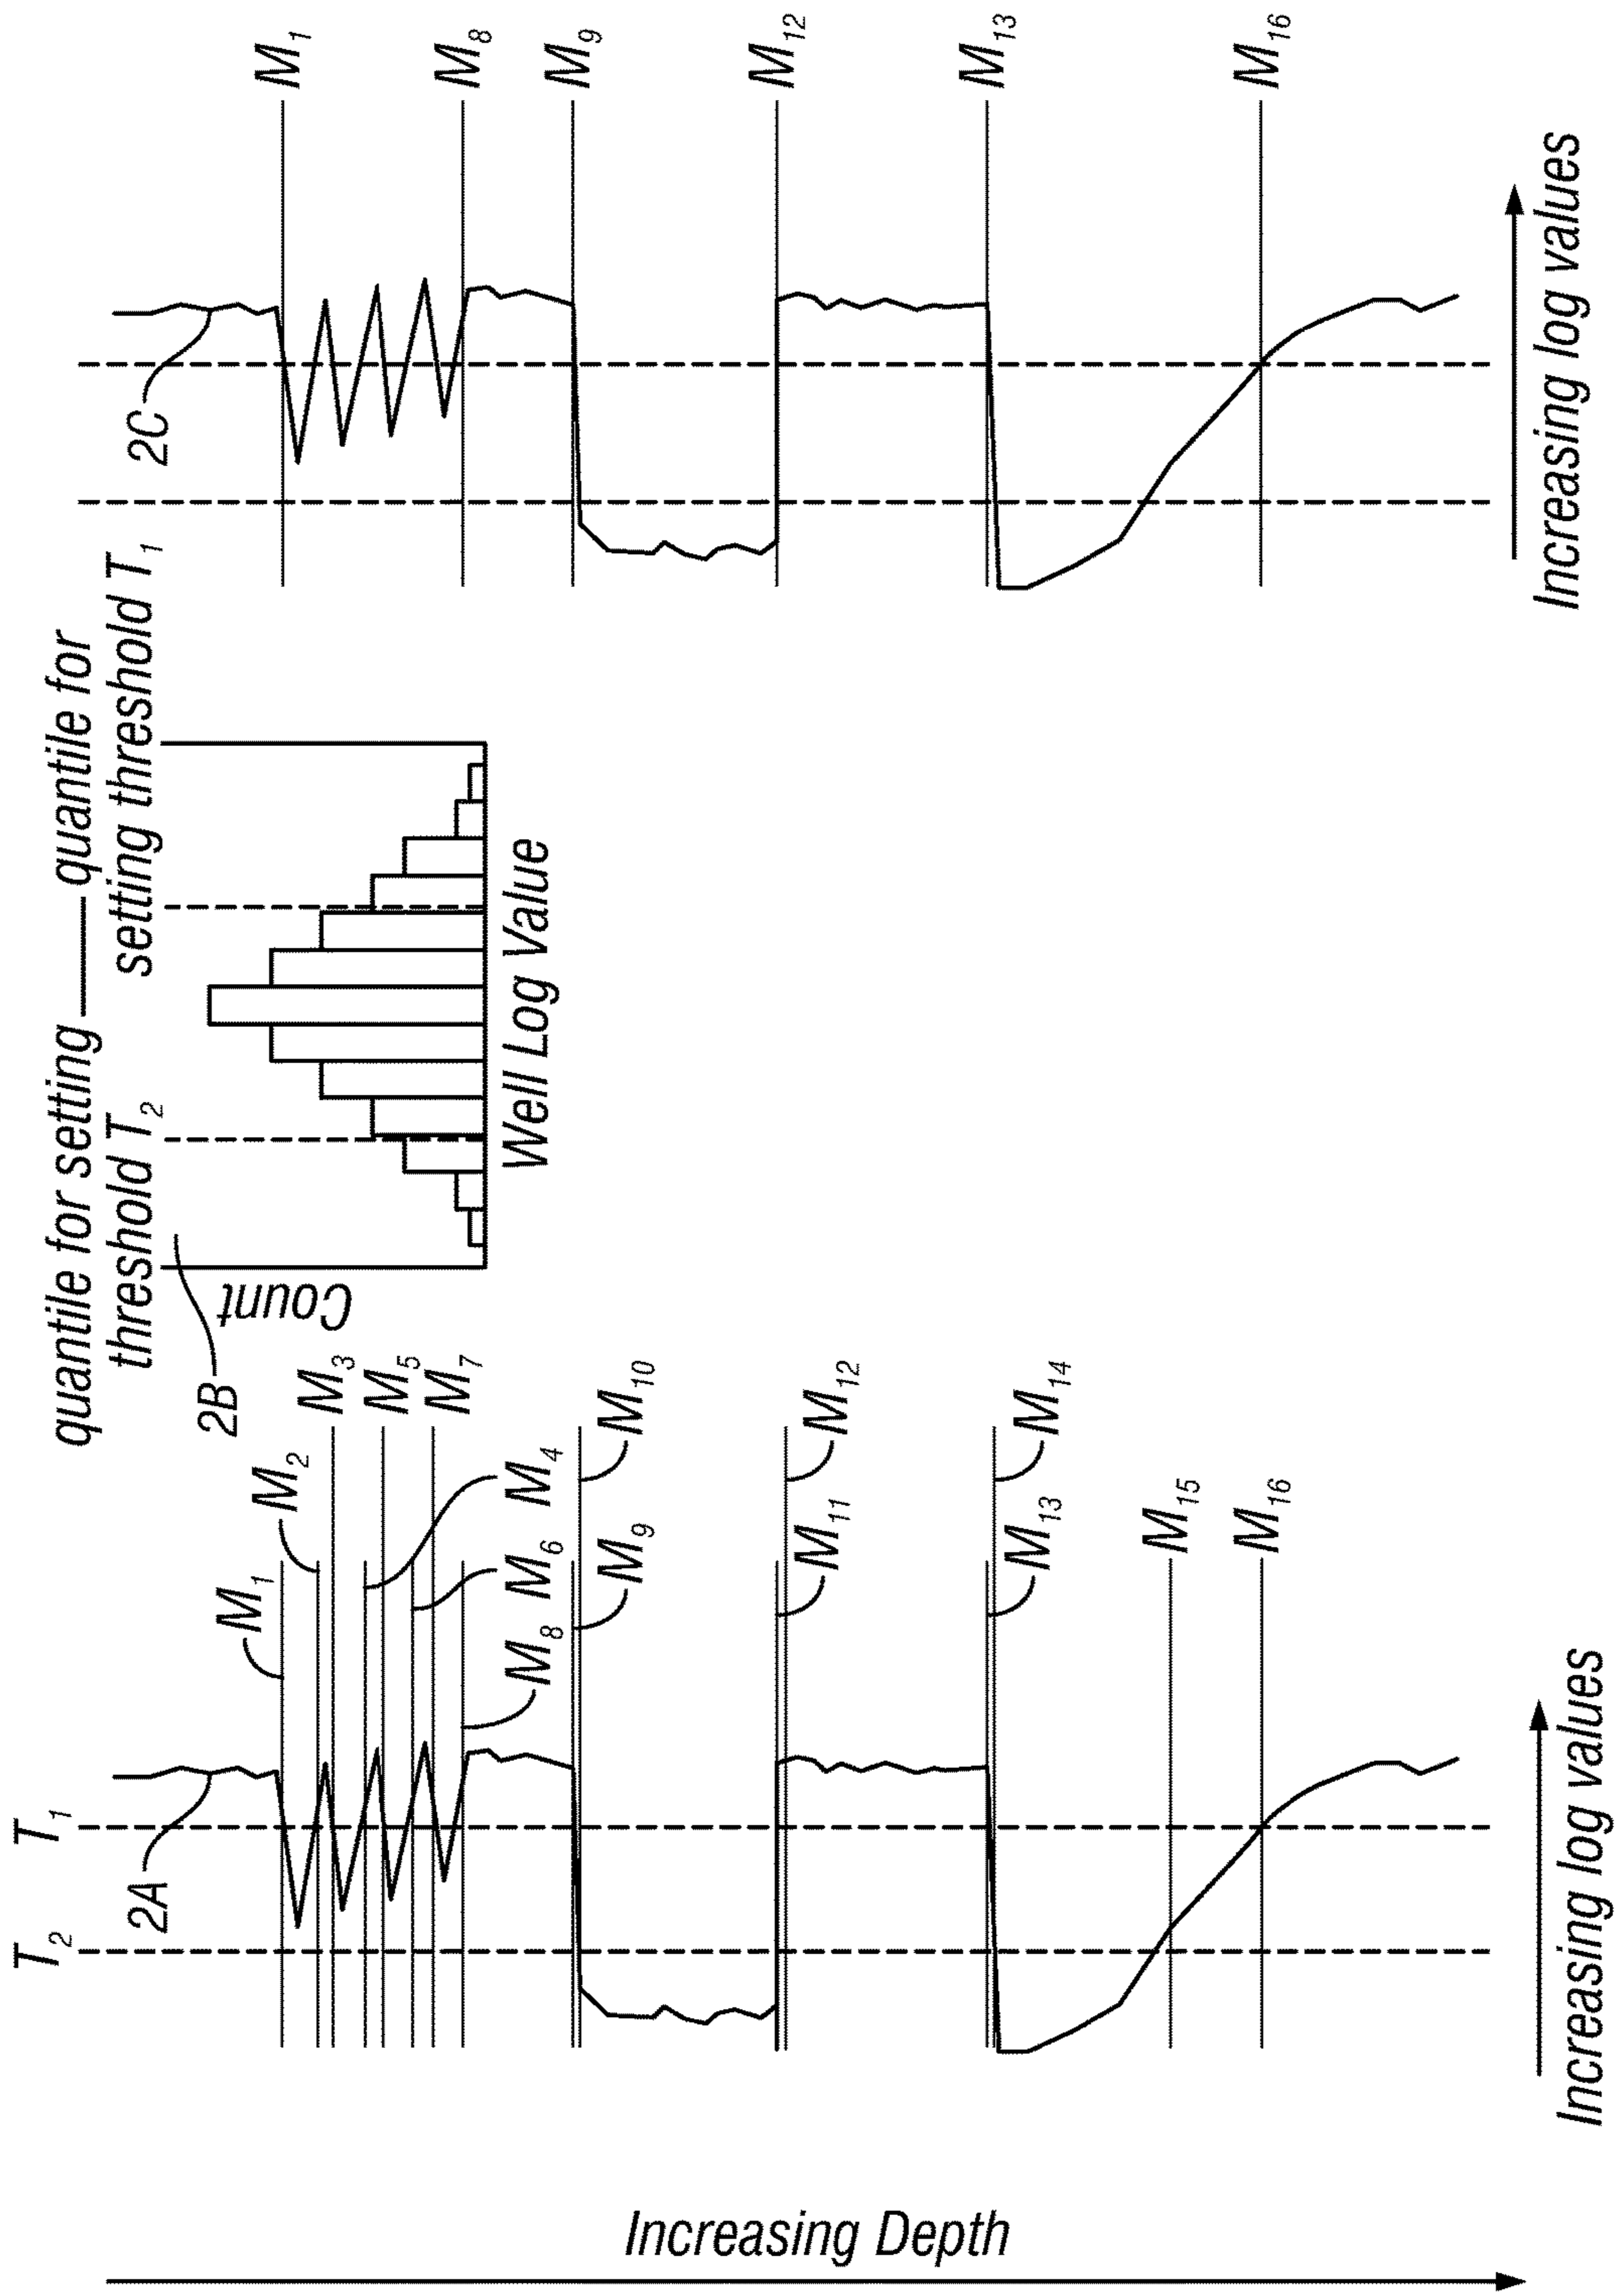 Increasing Depth
T2
T1
2A
M1
M2
M3
M4
M5
M6
M7
M8
M9
M10
M11
M12
M13
M14
M15
M16
Increasing log values
2B
quantile for setting
threshold T2
quantile for
setting threshold T1
Count
Well Log Value
2C
M1
M8
M9
M12
M13
M16
Increasing log values